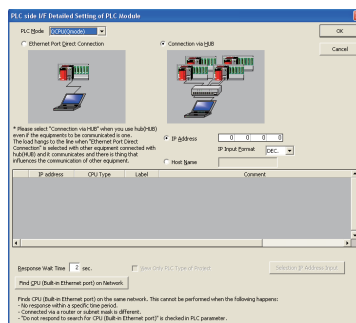 PLC side I/F Detailed Setting of PLC Module
PLC Mode QCPU(Qmode)
OK
Cancel
Ethernet Port Direct Connection
Connection via HUB
* Please select "Connection via HUB" when you use hub(HUB)
even if the equipments to be communicated is one.
The load hangs to the line when "Ethernet Port Direct
Connection" is selected with other equipment connected with
hub(HUB) and it communicates and there is thing that
influences the communication of other equipment.
IP Address 0 0 0 0
IP Input Format DEC.
Host Name
IP address CPU Type Label Comment
Response Wait Time 2 sec.
View Only PLC Type of Project
Selection IP Address Input
Find CPU (Built-in Ethernet port) on Network
Finds CPU (Built-in Ethernet port) on the same network. This cannot be performed when the following happens:
- No response within a specific time period.
- Connected via a router or subnet mask is different.
- "Do not respond to search for CPU (Built-in Ethernet port)" is checked in PLC parameter.